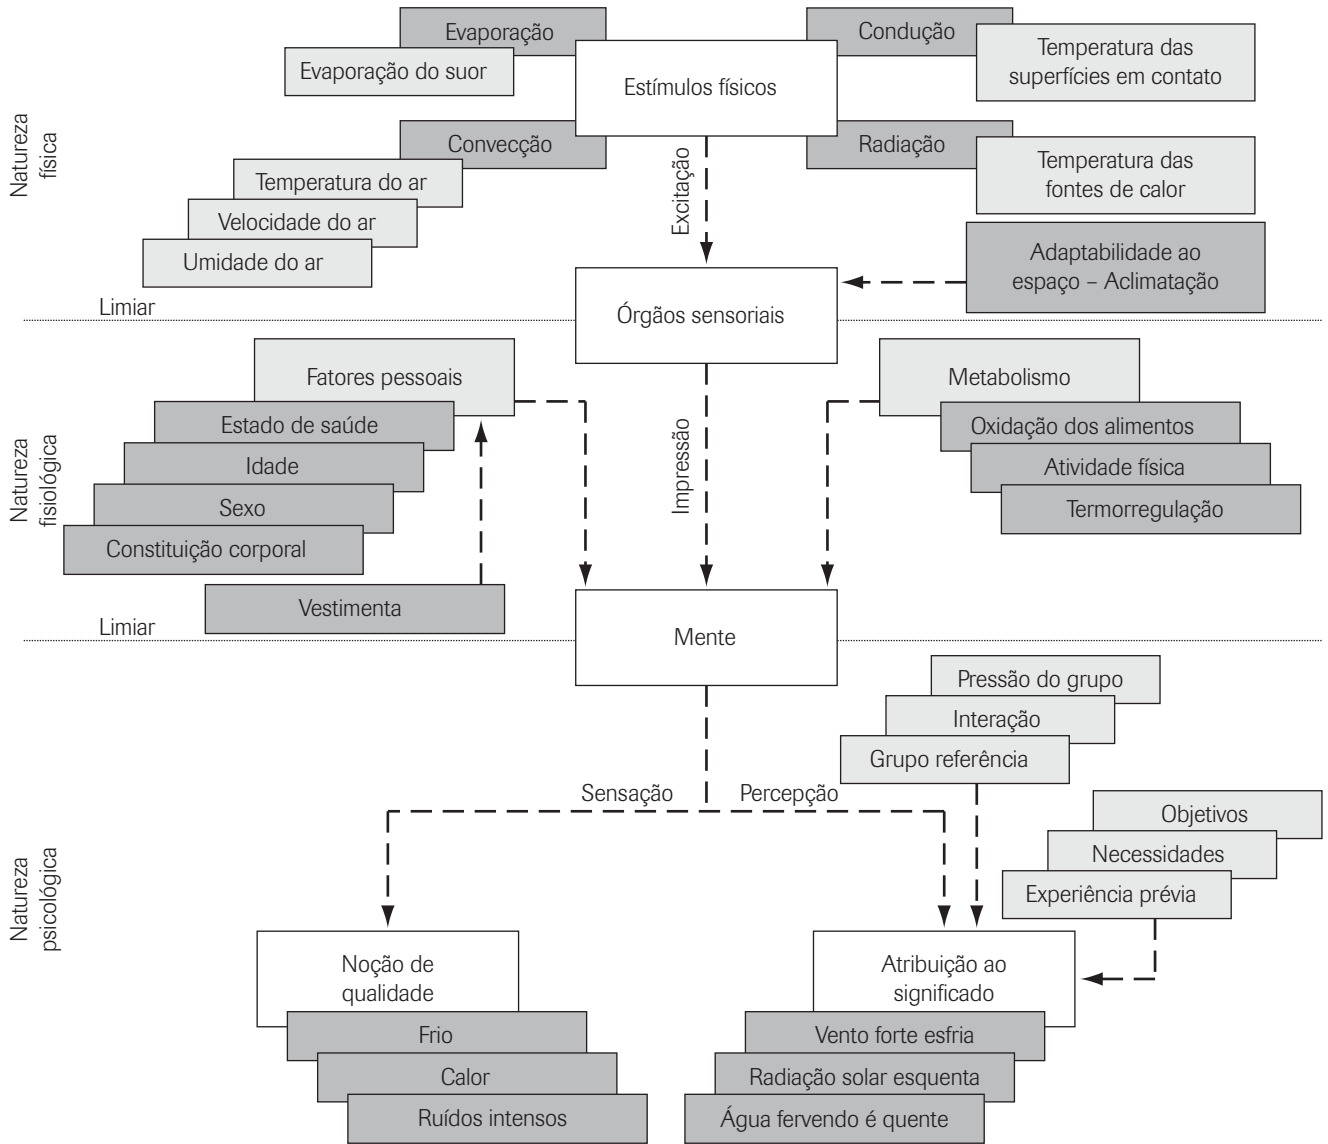 Natureza
física
Evaporação
Evaporação do suor
Estímulos físicos
Condução
Temperatura das
superfícies em contato
Convecção
Temperatura do ar
Velocidade do ar
Umidade do ar
Radiação
Temperatura das
fontes de calor
Excitação
Adaptabilidade ao
espaço – Aclimatação
Limiar
Órgãos sensoriais
Natureza
fisiológica
Fatores pessoais
Estado de saúde
Idade
Sexo
Constituição corporal
Vestimenta
Impressão
Metabolismo
Oxidação dos alimentos
Atividade física
Termorregulação
Limiar
Mente
Natureza
psicológica
Pressão do grupo
Interação
Grupo referência
Sensação
Percepção
Objetivos
Necessidades
Experiência prévia
Noção de
qualidade
Frio
Calor
Ruídos intensos
Atribuição ao
significado
Vento forte esfria
Radiação solar esquenta
Água fervendo é quente